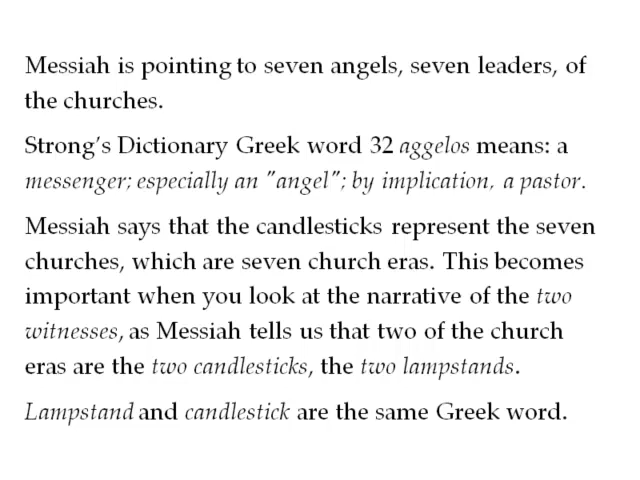 Messiah is pointing to seven angels, seven leaders, of
the churches.
Strong's Dictionary Greek word 32 aggelos means: a
messenger; especially an "angel"; by implication, a pastor.
Messiah says that the candlesticks represent the seven
churches, which are seven church eras. This becomes
important when you look at the narrative of the two
witnesses, as Messiah tells us that two of the church
eras are the two candlesticks, the two lampstands.
Lampstand and candlestick are the same Greek word.